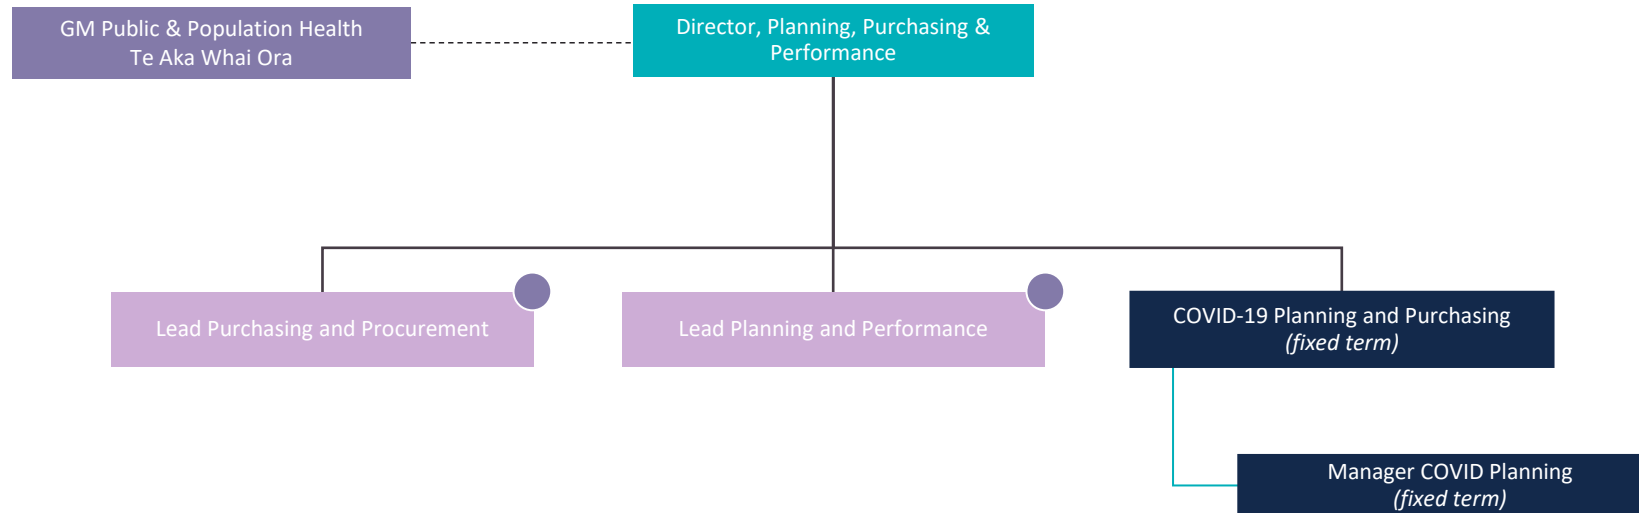 GM Public & Population Health
Te Aka Whai Ora
Director, Planning, Purchasing &
Performance
Lead Purchasing and Procurement
Lead Planning and Performance
COVID-19 Planning and Purchasing
(fixed term)
Manager COVID Planning
(fixed term)